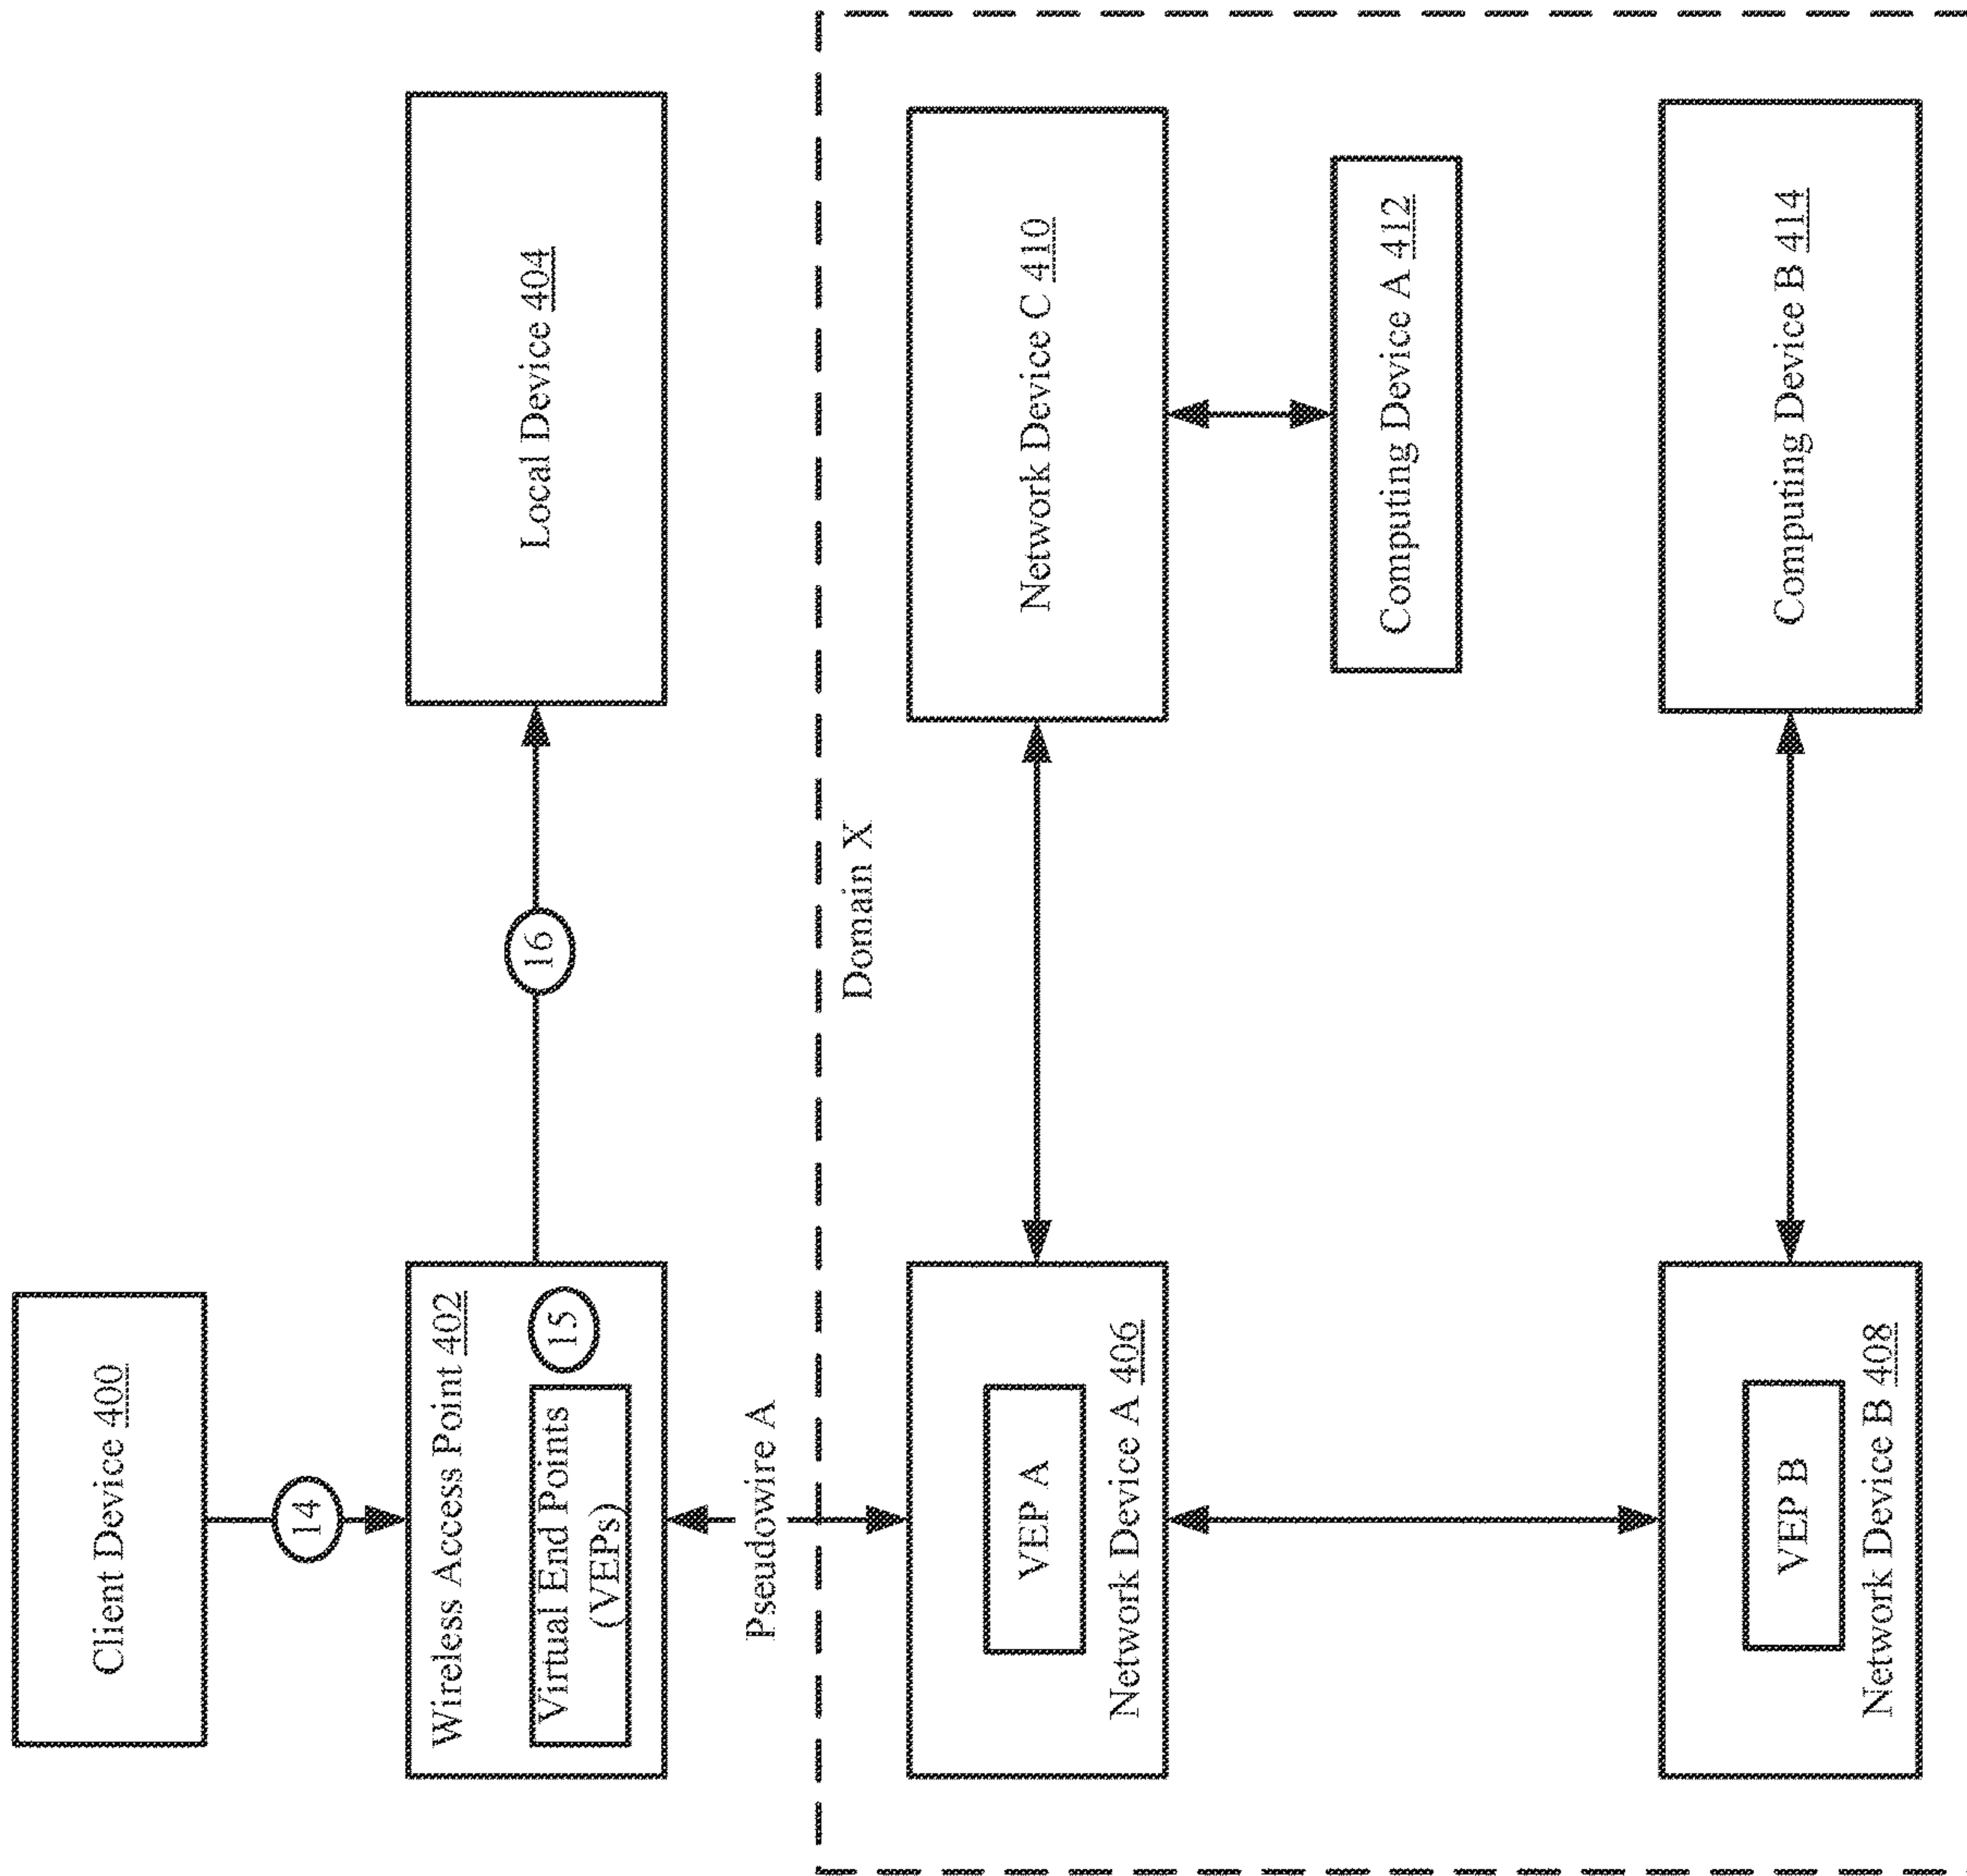 Client Device 400
14
Wireless Access Point 402
Virtual End Points
(VEPs)
15
16
Local Device 404
Pseudowire A
Domain X
VEP A
Network Device A 406
Network Device C 410
Computing Device A 412
VEP B
Network Device B 408
Computing Device B 414